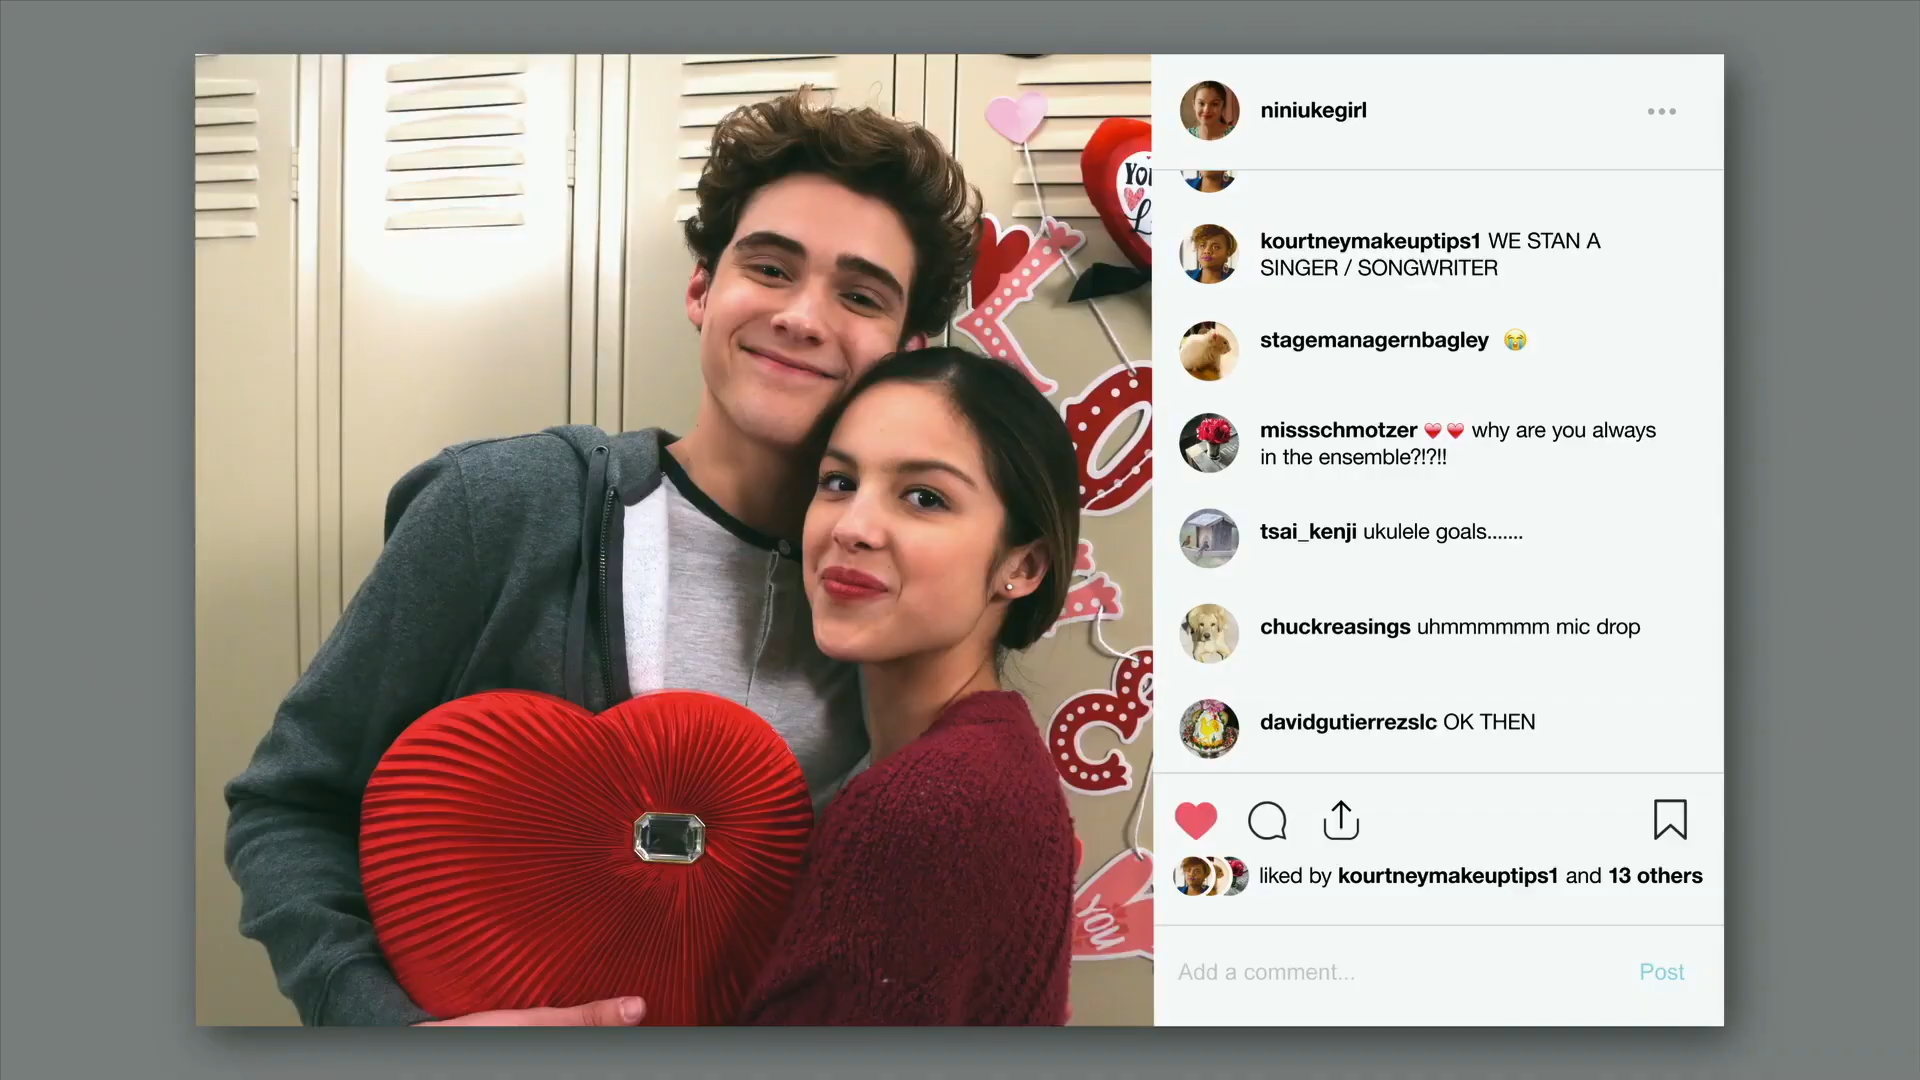 niniukegirl
kourtneymakeuptips1 WE STAN A
SINGER / SONGWRITER
stagemanagernbagley 😭
missschmotzer ❤️❤️ why are you always
in the ensemble?!?!!
tsai_kenji ukulele goals.......
chuckreasings uhmmmmmm mic drop
davidgutierrezslc OK THEN
liked by kourtneymakeuptips1 and 13 others
Add a comment...
Post
YOU